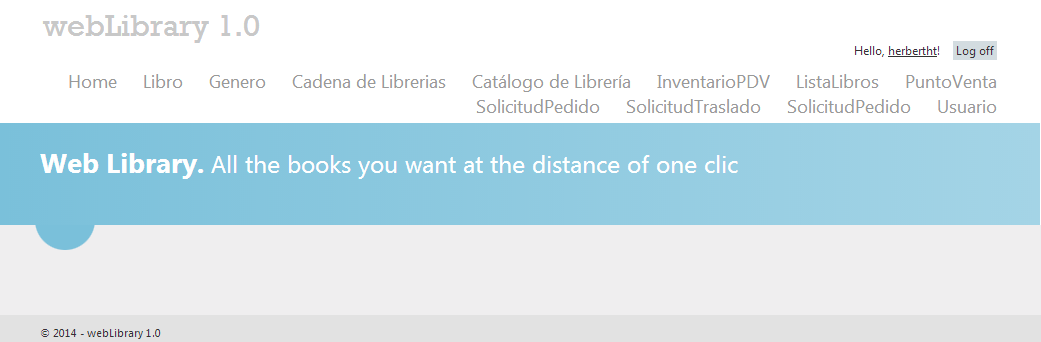 webLibrary 1.0
Hello, herbertht! Log off
Home Libro Genero Cadena de Librerias Catálogo de Librería InventarioPDV ListaLibros PuntoVenta
SolicitudPedido SolicitudTraslado SolicitudPedido Usuario
Web Library. All the books you want at the distance of one clic
© 2014 - webLibrary 1.0